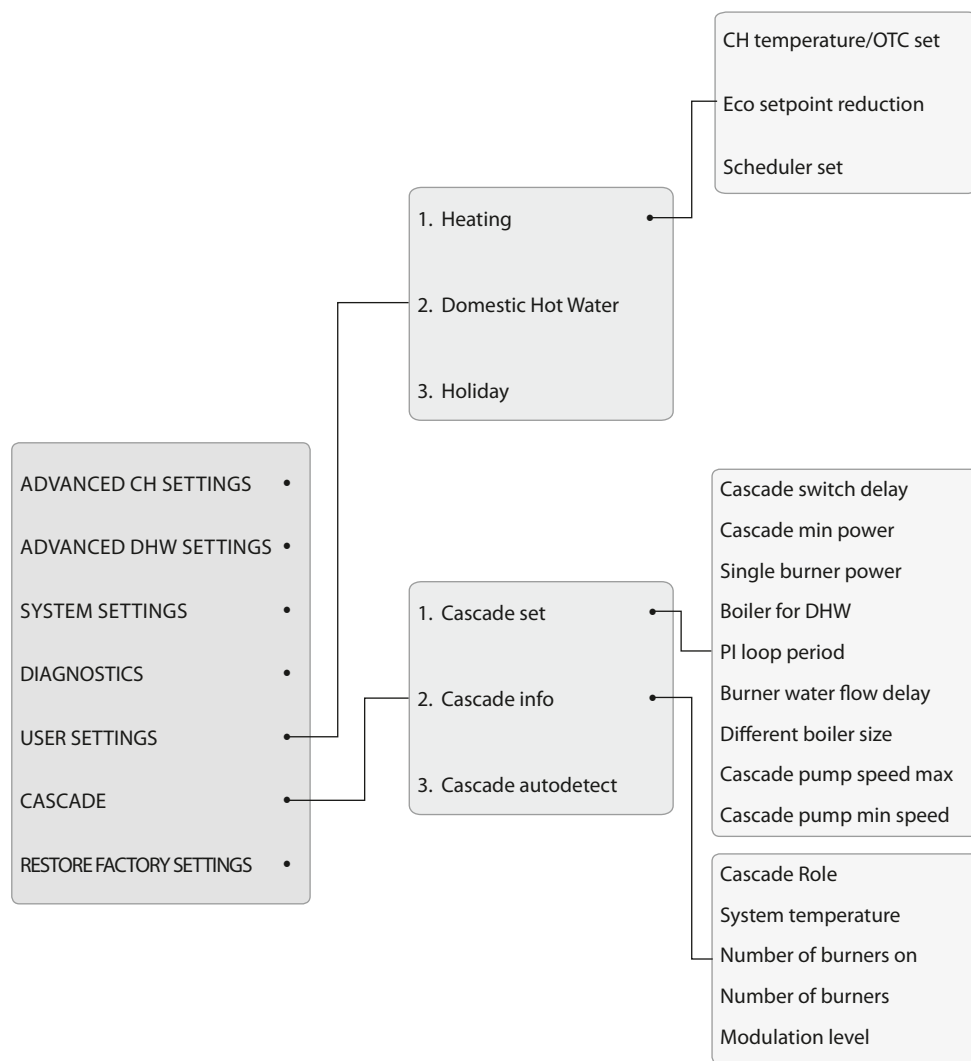 CH temperature/OTC set
Eco setpoint reduction
Scheduler set
1. Heating
2. Domestic Hot Water
3. Holiday
ADVANCED CH SETTINGS •
ADVANCED DHW SETTINGS •
SYSTEM SETTINGS •
DIAGNOSTICS •
USER SETTINGS
CASCADE
RESTORE FACTORY SETTINGS •
1. Cascade set
2. Cascade info
3. Cascade autodetect
Cascade switch delay
Cascade min power
Single burner power
Boiler for DHW
PI loop period
Burner water flow delay
Different boiler size
Cascade pump speed max
Cascade pump min speed
Cascade Role
System temperature
Number of burners on
Number of burners
Modulation level